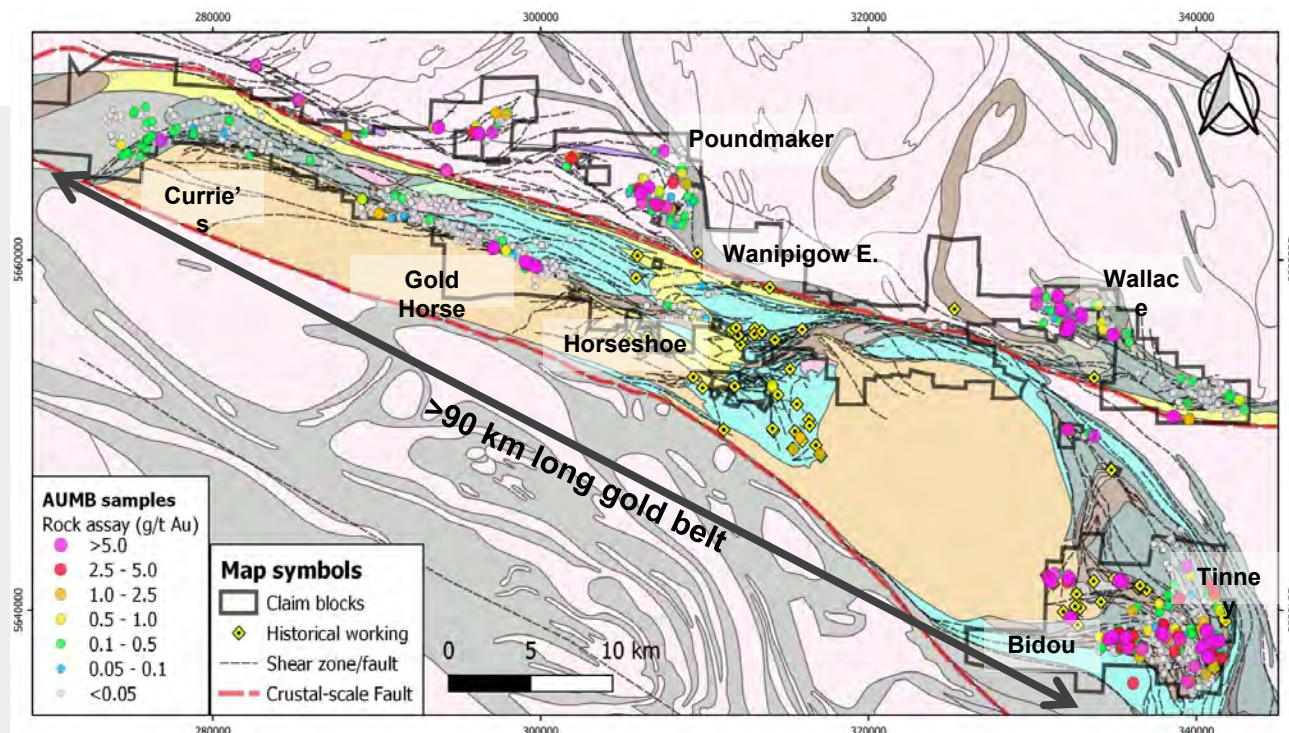 280000
300000
320000
340000
Poundmaker
Currie’
s
Wanipigow E.
5660000
Gold
Horse
Wallac
e
Horseshoe
>90 km long gold belt
AUMB samples
Rock assay (g/t Au)
>5.0
2.5 - 5.0
1.0 - 2.5
0.5 - 1.0
0.1 - 0.5
0.05 - 0.1
<0.05
Map symbols
Claim blocks
Historical working
Shear zone/fault
Crustal-scale Fault
0 5 10 km
Tinne
y
Bidou
5640000
280000
300000
320000
340000